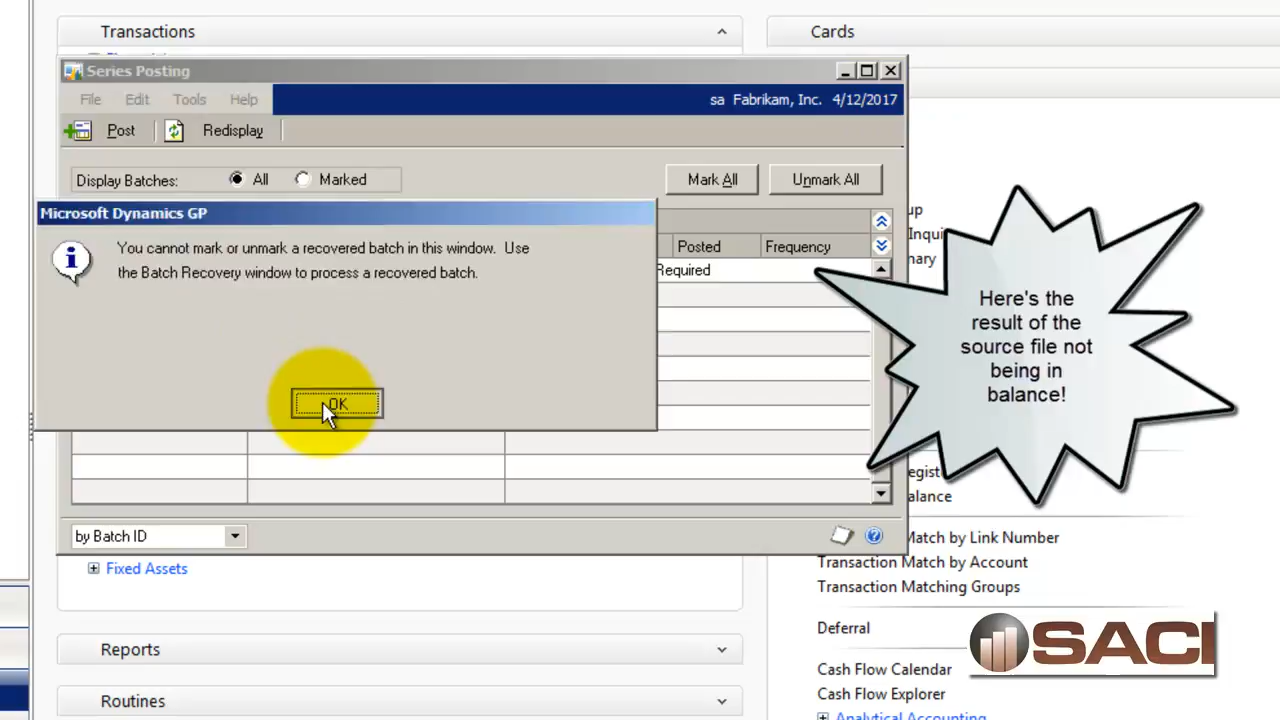 Transactions
Cards
Series Posting
File Edit Tools Help
sa Fabrikam, Inc. 4/12/2017
Post Redisplay
Display Batches: All Marked Mark All Unmark All
Microsoft Dynamics GP
You cannot mark or unmark a recovered batch in this window. Use
the Batch Recovery window to process a recovered batch.
OK
Posted Frequency
Required
Here's the
result of the
source file not
being in
balance!
by Batch ID
Fixed Assets
Reports
Routines
Transaction Match by Account
Match by Link Number
Transaction Matching Groups
Deferral
Cash Flow Calendar
Cash Flow Explorer
Analytical Accounting
SACI